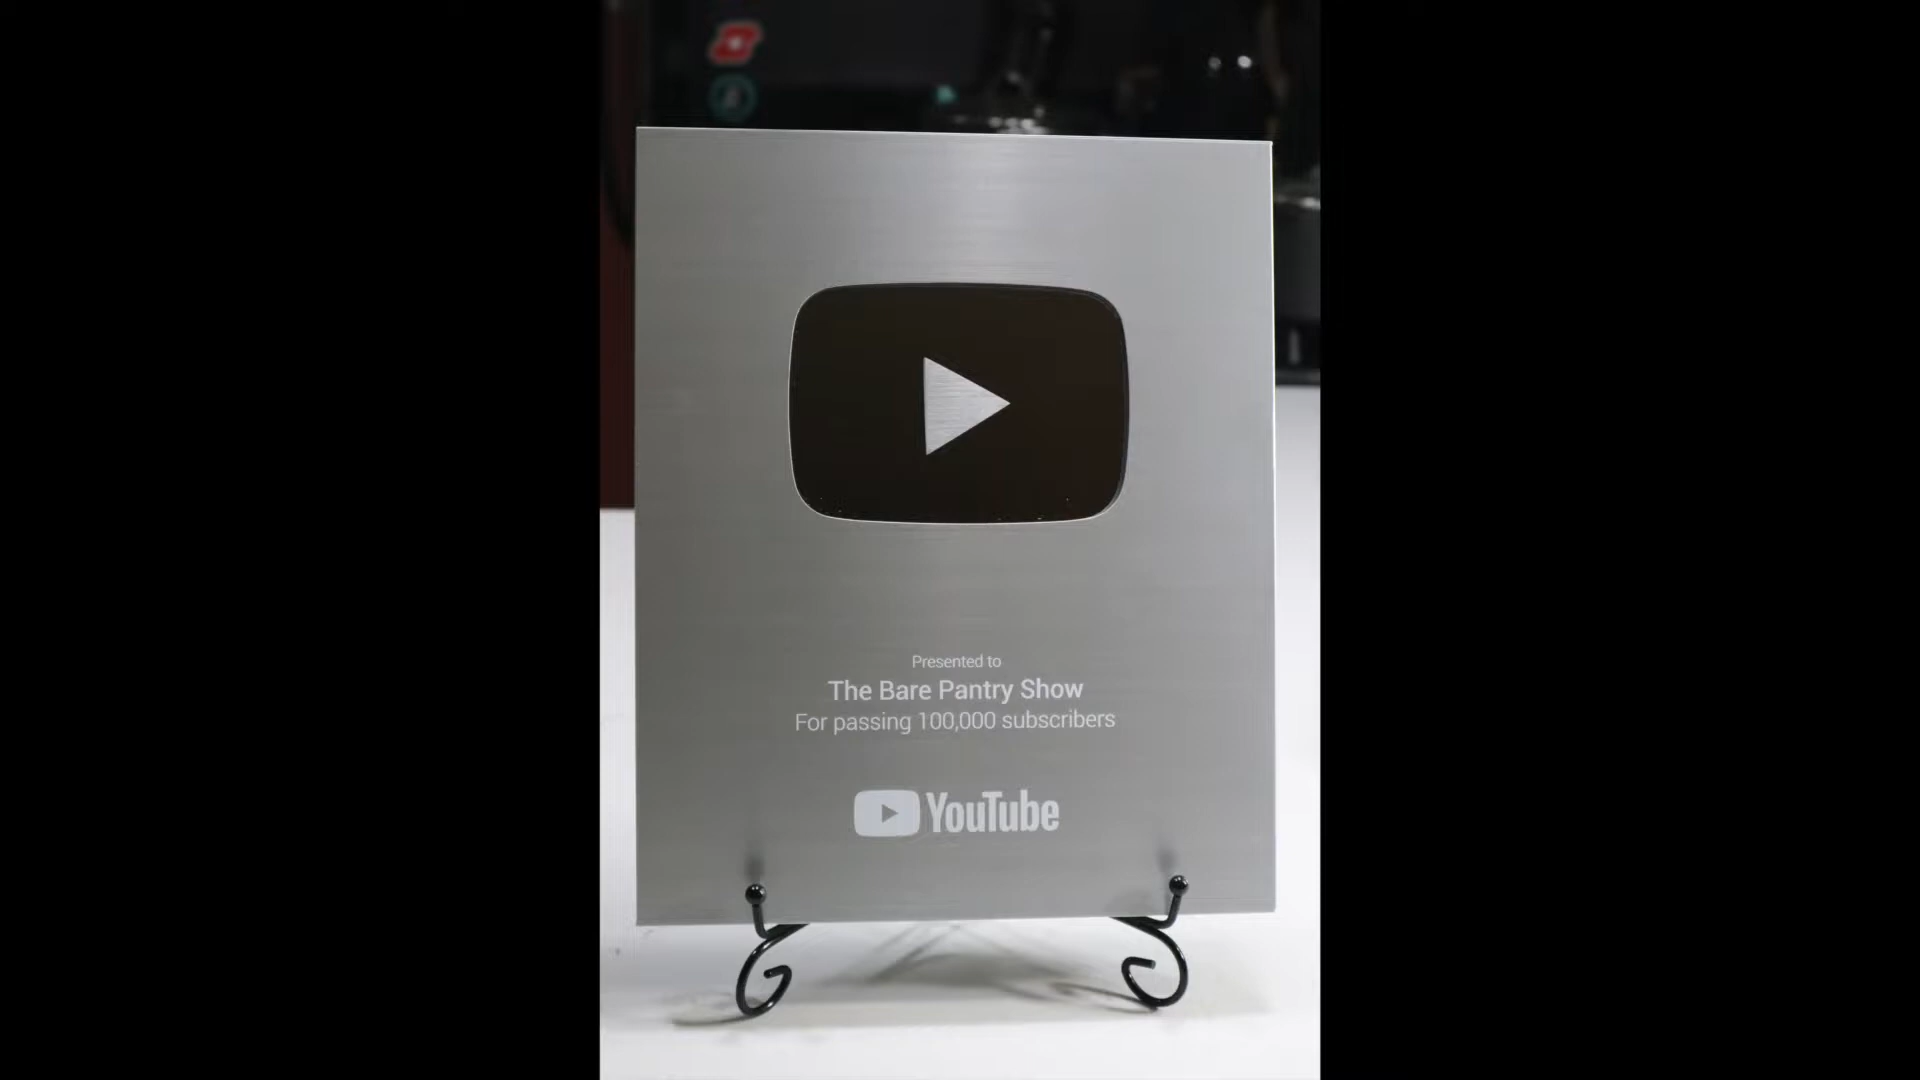 Presented to
The Bare Pantry Show
For passing 100,000 subscribers
YouTube